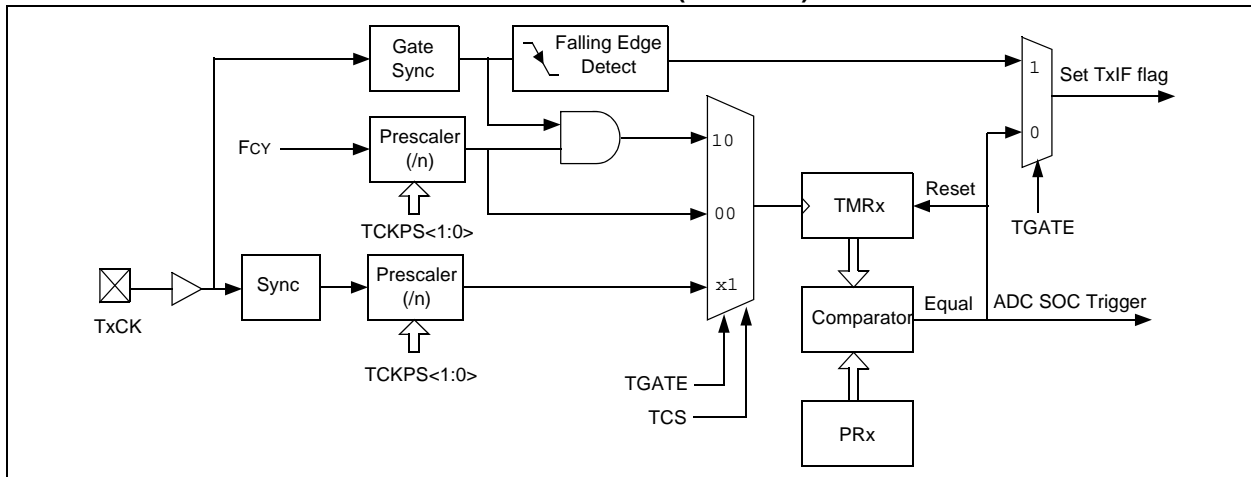 Gate
Sync
Falling Edge
Detect
1
Set TxIF flag
0
FCY
Prescaler
(/n)
10
TCKPS<1:0>
00
TMRx
Reset
TGATE
TxCK
Sync
Prescaler
(/n)
x1
Comparator
Equal
ADC SOC Trigger
TCKPS<1:0>
TGATE
TCS
PRx